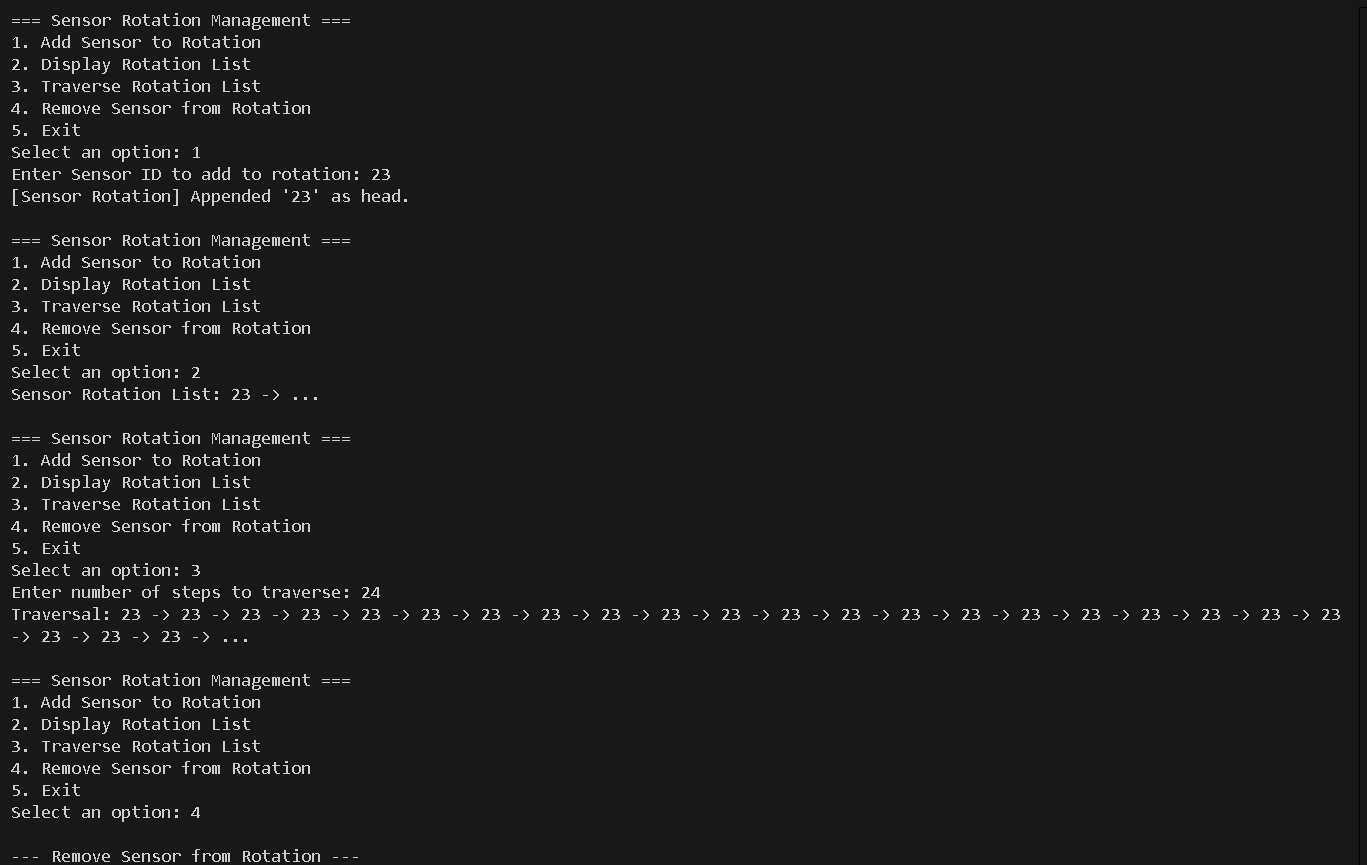 === Sensor Rotation Management ===
1. Add Sensor to Rotation
2. Display Rotation List
3. Traverse Rotation List
4. Remove Sensor from Rotation
5. Exit
Select an option: 1
Enter Sensor ID to add to rotation: 23
[Sensor Rotation] Appended '23' as head.
=== Sensor Rotation Management ===
1. Add Sensor to Rotation
2. Display Rotation List
3. Traverse Rotation List
4. Remove Sensor from Rotation
5. Exit
Select an option: 2
Sensor Rotation List: 23 -> ...
=== Sensor Rotation Management ===
1. Add Sensor to Rotation
2. Display Rotation List
3. Traverse Rotation List
4. Remove Sensor from Rotation
5. Exit
Select an option: 3
Enter number of steps to traverse: 24
Traversal: 23 -> 23 -> 23 -> 23 -> 23 -> 23 -> 23 -> 23 -> 23 -> 23 -> 23 -> 23 -> 23 -> 23 -> 23 -> 23 -> 23 -> 23 -> 23 -> 23 -> 23
-> 23 -> 23 -> 23 -> ...
=== Sensor Rotation Management ===
1. Add Sensor to Rotation
2. Display Rotation List
3. Traverse Rotation List
4. Remove Sensor from Rotation
5. Exit
Select an option: 4
--- Remove Sensor from Rotation ---